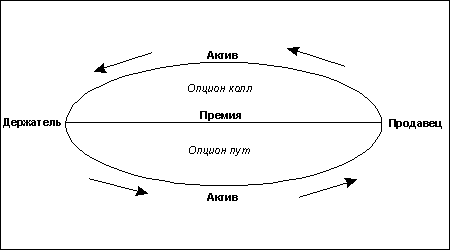 Актив
Опцион колл
Держатель
Премия
Продавец
Опцион пут
Актив